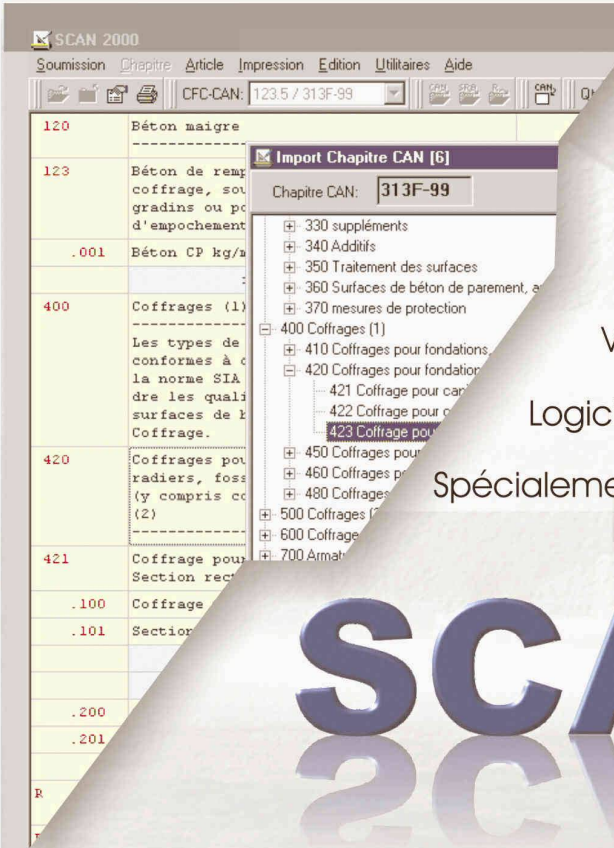 SCAN 2000
Soumission Chapitre Article Impression Edition Utilitaires Aide
CFC-CAN: 123.5 / 313F-99 CAN
120 Béton maigre
123 Béton de remp
coffrage, sou
gradins ou po
d'empochement
.001 Béton CP kg/m
400 Coffrages (1)
Les types de
conformes à c
la norme SIA
dre les quali
surfaces de b
Coffrage.
420 Coffrages pou
radiers, foss
(y compris co
(2)
421 Coffrage pour
Section rect
.100 Coffrage
.101 Section
.200
.201
R
Import Chapitre CAN [6]
Chapitre CAN: 313F-99
330 suppléments
340 Additifs
350 Traitement des surfaces
360 Surfaces de béton de parement, a
370 mesures de protection
400 Coffrages (1)
410 Coffrages pour fondations,
420 Coffrages pour fondation
421 Coffrage pour can
422 Coffrage pour c
423 Coffrage pou
450 Coffrages pour
460 Coffrages po
480 Coffrages
500 Coffrages (
600 Coffrage
700 Armat
V
Logic
Spécialeme
SCA